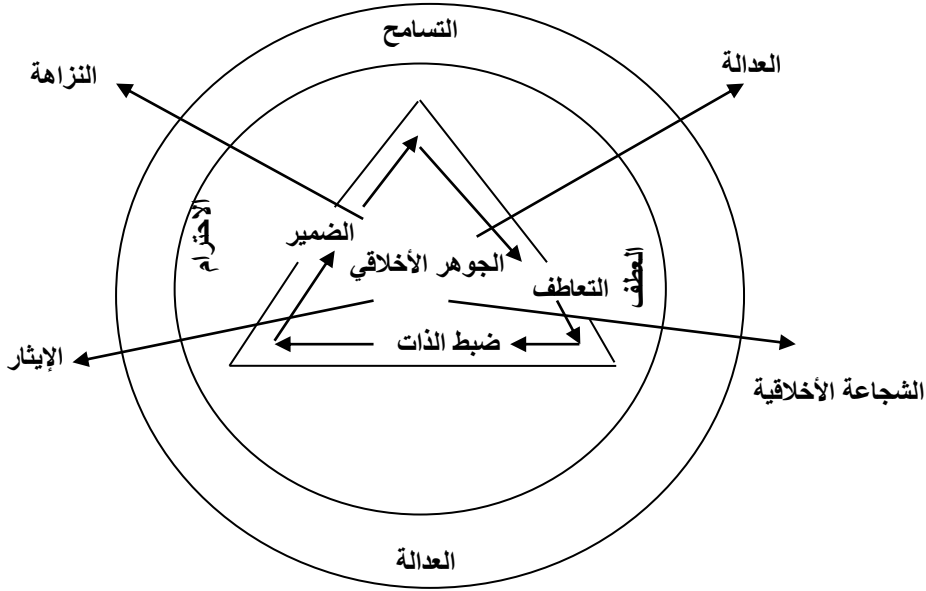 التسامح
العدالة
النزاهة
الاحترام
الضمير
العطف
الجوهر الأخلاقي
التعاطف
ضبط الذات
الإيثار
الشجاعة الأخلاقية
العدالة